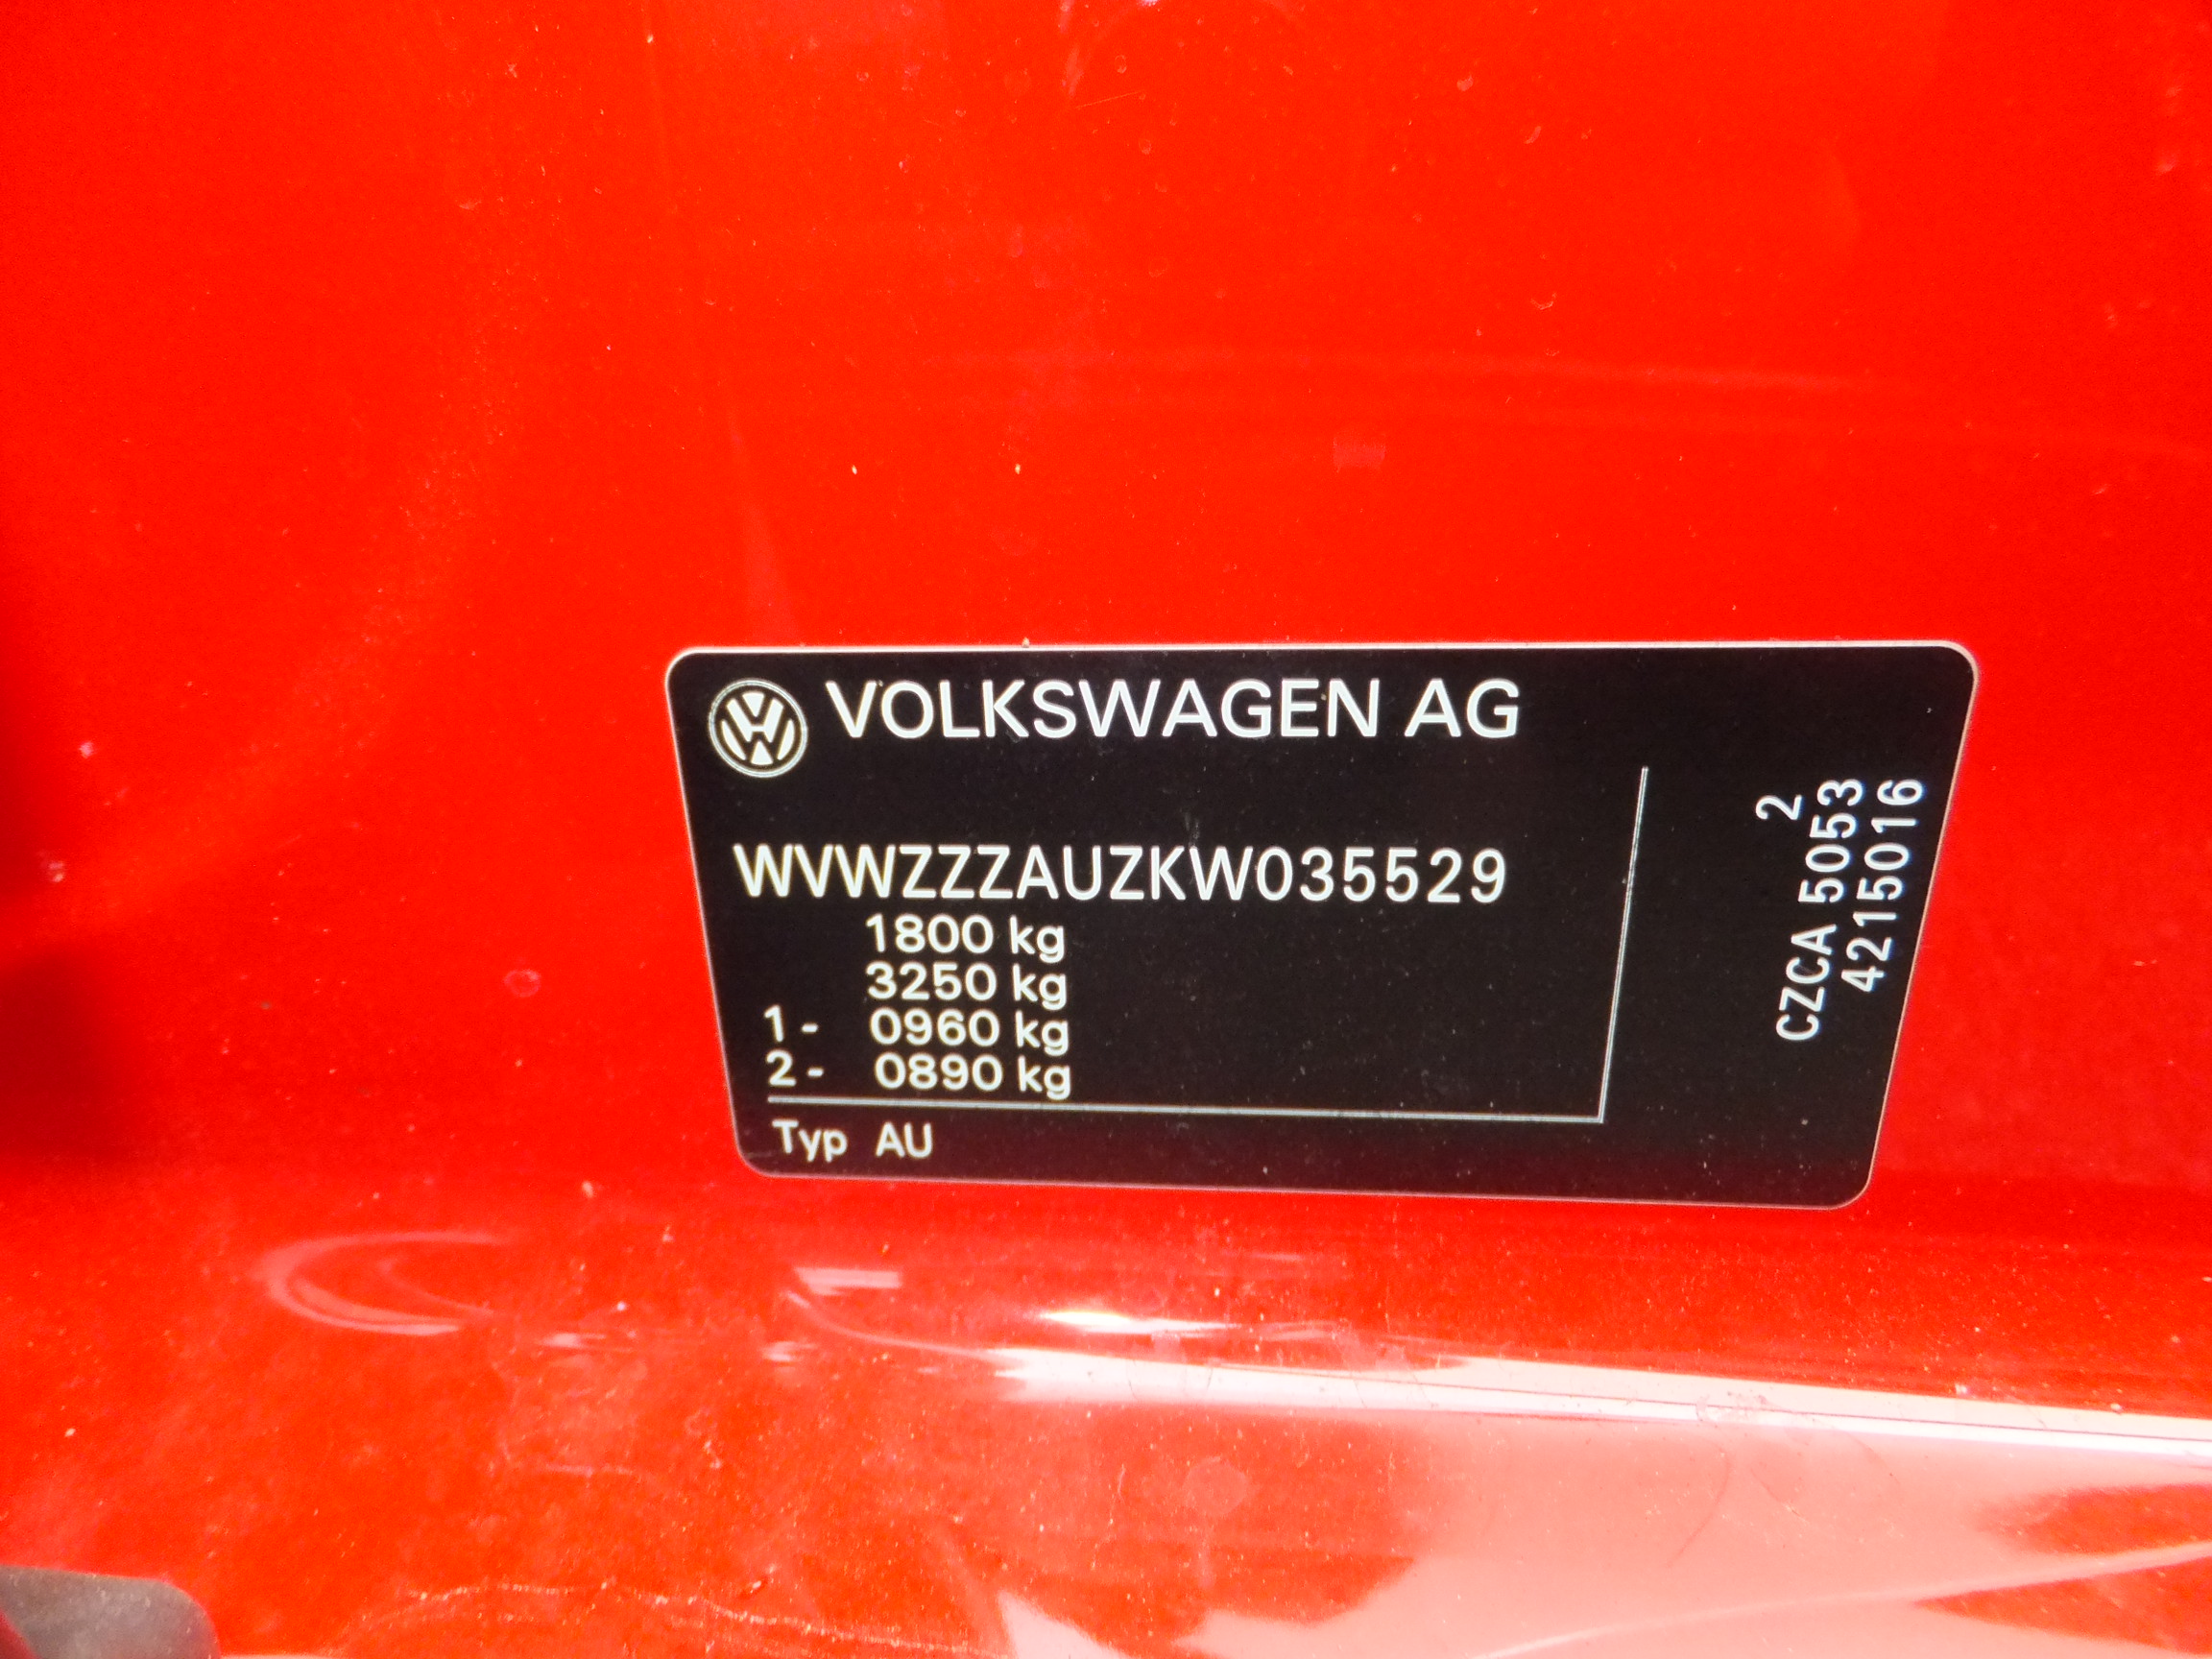 VOLKSWAGEN AG
WVWZZZAUZKW035529
1800 kg
3250 kg
1- 0960 kg
2- 0890 kg
Typ AU
2
CZCA 5053
4215016